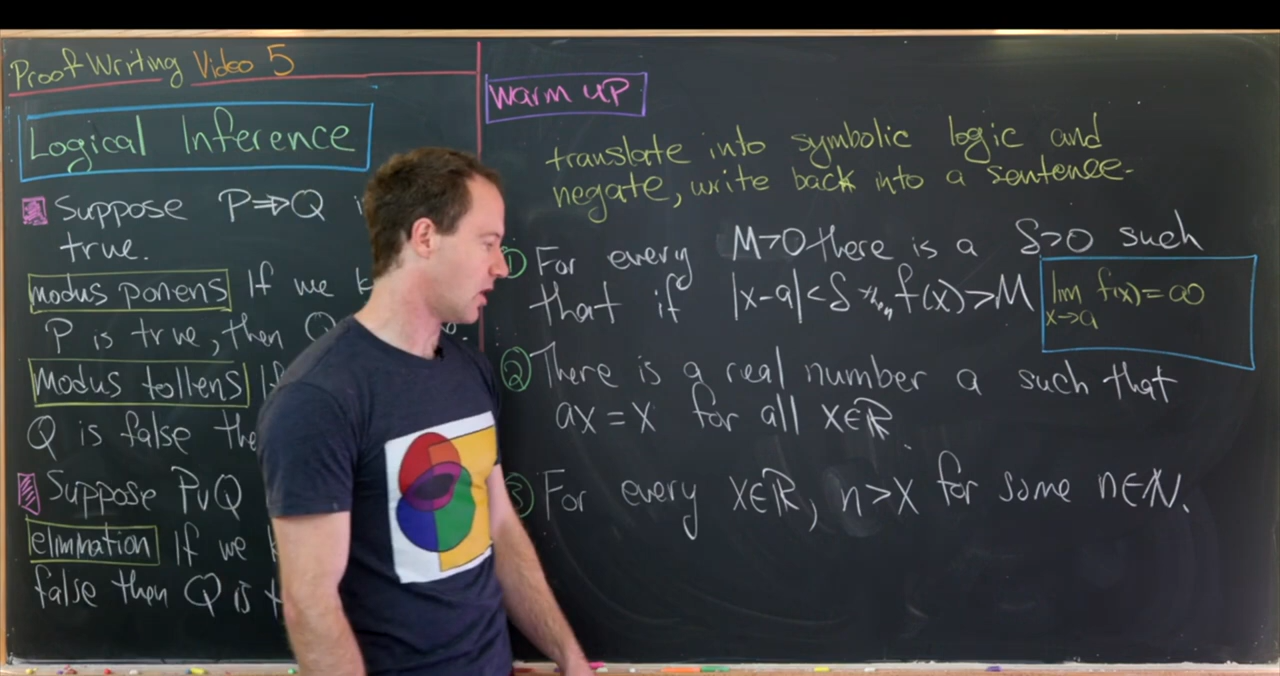 Proof Writing Video 5
Logical Inference
Suppose P⇒Q
true.
modus ponens If we
P is true, then Q
Modus tollens If
Q is false the
Suppose P∨Q
elimination If we
false then Q is
Warm up
translate into symbolic logic and
negate, write back into a sentence.
① For every M>0 there is a δ>0 such
that if |x-a|<δ then f(x)>M
lim f(x)=∞
x→a
② There is a real number a such that
ax=x for all x∈ℝ.
③ For every x∈ℝ, n>x for some n∈ℕ.